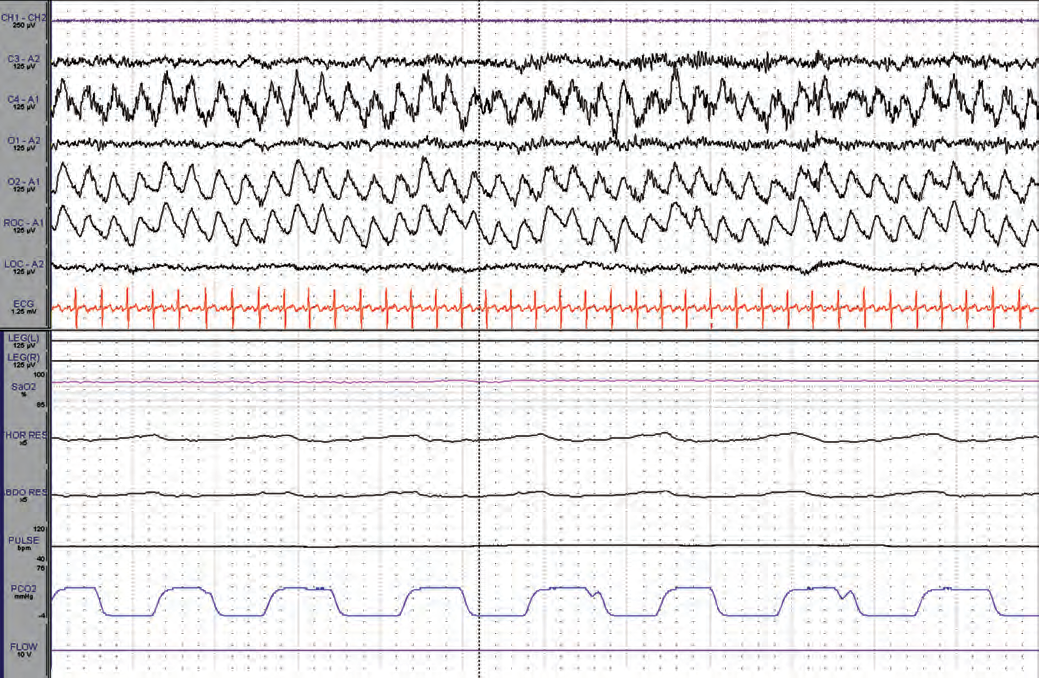 CH1 - CH2
250 µV
C3 - A2
125 µV
C4 - A1
125 µV
O1 - A2
125 µV
O2 - A1
125 µV
ROC - A1
125 µV
LOC - A2
125 µV
ECG
1.25 mV
LEG(L)
125 µV
LEG(R)
125 µV
100
SaO2
%
THOR RES
x5
ABDO RES
x5
120
PULSE
bpm
40
PCO2
mmHg
-4
FLOW
10 V